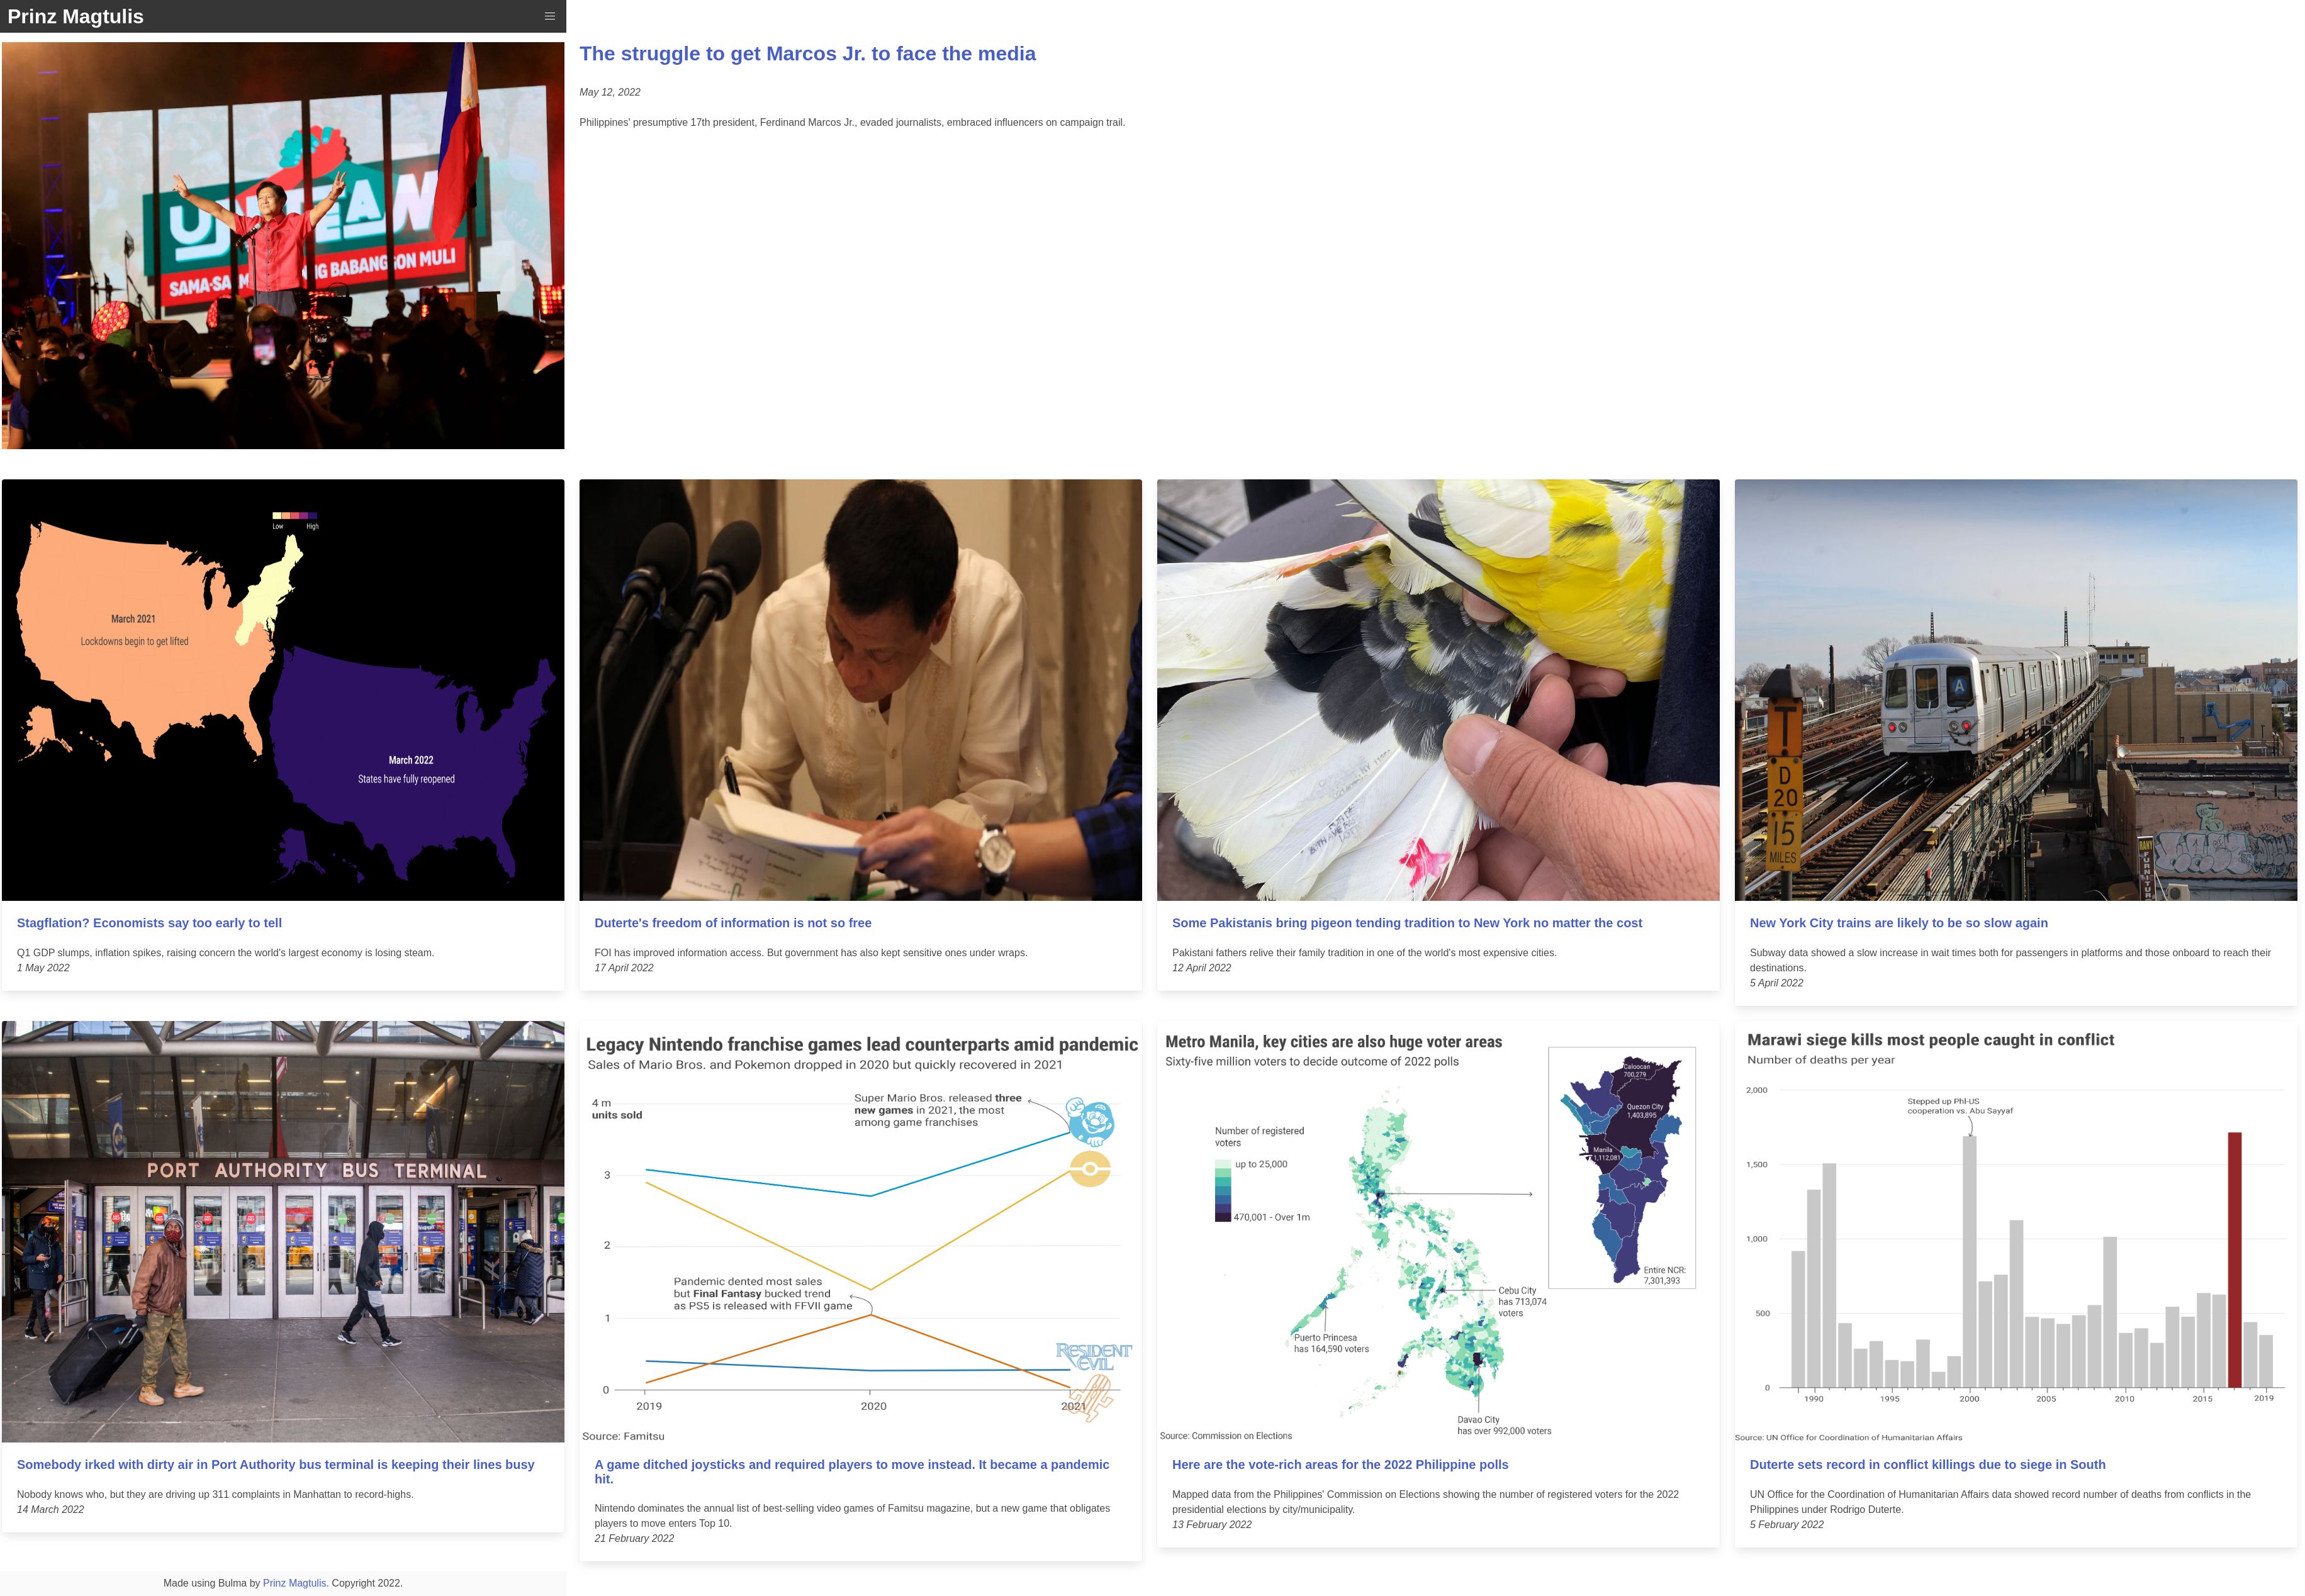 Prinz Magtulis
The struggle to get Marcos Jr. to face the media
May 12, 2022
Philippines' presumptive 17th president, Ferdinand Marcos Jr., evaded journalists, embraced influencers on campaign trail.
BABANGON MULI
Low High
March 2021
Lockdowns begin to get lifted
March 2022
States have fully reopened
Stagflation? Economists say too early to tell
Q1 GDP slumps, inflation spikes, raising concern the world's largest economy is losing steam.
1 May 2022
Duterte's freedom of information is not so free
FOI has improved information access. But government has also kept sensitive ones under wraps.
17 April 2022
Some Pakistanis bring pigeon tending tradition to New York no matter the cost
Pakistani fathers relive their family tradition in one of the world's most expensive cities.
12 April 2022
A
T
D
20
15
MILES
New York City trains are likely to be so slow again
Subway data showed a slow increase in wait times both for passengers in platforms and those onboard to reach their
destinations.
5 April 2022
PORT AUTHORITY BUS TERMINAL
Somebody irked with dirty air in Port Authority bus terminal is keeping their lines busy
Nobody knows who, but they are driving up 311 complaints in Manhattan to record-highs.
14 March 2022
Legacy Nintendo franchise games lead counterparts amid pandemic
Sales of Mario Bros. and Pokemon dropped in 2020 but quickly recovered in 2021
4 m
units sold
Super Mario Bros. released three
new games in 2021, the most
among game franchises
3
2
Pandemic dented most sales
but Final Fantasy bucked trend
as PS5 is released with FFVII game
1
RESIDENT
EVIL
0
2019 2020 2021
Source: Famitsu
A game ditched joysticks and required players to move instead. It became a pandemic
hit.
Nintendo dominates the annual list of best-selling video games of Famitsu magazine, but a new game that obligates
players to move enters Top 10.
21 February 2022
Metro Manila, key cities are also huge voter areas
Sixty-five million voters to decide outcome of 2022 polls
Number of registered
voters
up to 25,000
470,001 - Over 1m
Caloocan
700,279
Quezon City
1,403,895
Manila
1,112,081
Entire NCR:
7,301,393
Cebu City
has 713,074
voters
Puerto Princesa
has 164,590 voters
Davao City
has over 992,000 voters
Source: Commission on Elections
Here are the vote-rich areas for the 2022 Philippine polls
Mapped data from the Philippines' Commission on Elections showing the number of registered voters for the 2022
presidential elections by city/municipality.
13 February 2022
Marawi siege kills most people caught in conflict
Number of deaths per year
2,000
Stepped up Phl-US
cooperation vs. Abu Sayyaf
1,500
1,000
500
0
1990 1995 2000 2005 2010 2015 2019
Source: UN Office for Coordination of Humanitarian Affairs
Duterte sets record in conflict killings due to siege in South
UN Office for the Coordination of Humanitarian Affairs data showed record number of deaths from conflicts in the
Philippines under Rodrigo Duterte.
5 February 2022
Made using Bulma by Prinz Magtulis. Copyright 2022.